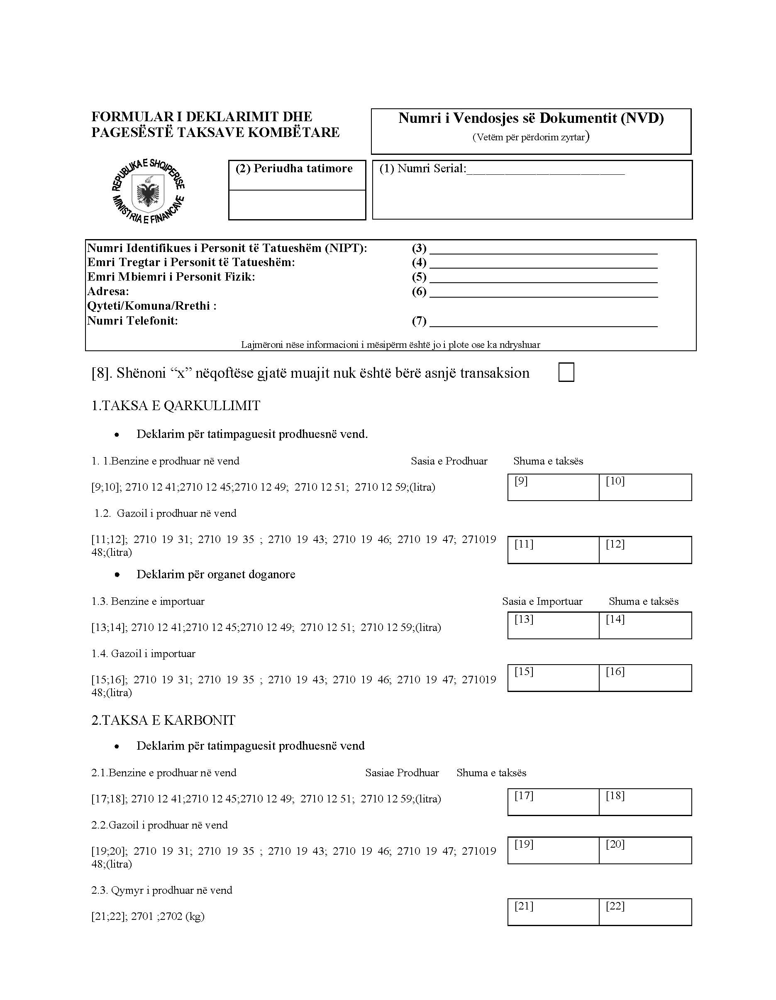 FORMULAR I DEKLARIMIT DHE
PAGESËSTË TAKSAVE KOMBËTARE
Numri i Vendosjes së Dokumentit (NVD)
(Vetëm për përdorim zyrtar)
REPUBLIKA E SHQIPERISE
MINISTRIA E FINANCAVE
(2) Periudha tatimore
(1) Numri Serial:_________________________
Numri Identifikues i Personit të Tatueshëm (NIPT): (3) ____________________________________
Emri Tregtar i Personit të Tatueshëm: (4) ____________________________________
Emri Mbiemri i Personit Fizik: (5) ____________________________________
Adresa: (6) ____________________________________
Qyteti/Komuna/Rrethi :
Numri Telefonit: (7) ____________________________________
Lajmëroni nëse informacioni i mësipërm është jo i plote ose ka ndryshuar
[8]. Shënoni “x” nëqoftëse gjatë muajit nuk është bërë asnjë transaksion
1.TAKSA E QARKULLIMIT
• Deklarim për tatimpaguesit prodhuesnë vend.
1. 1.Benzine e prodhuar në vend Sasia e Prodhuar Shuma e taksës
[9;10]; 2710 12 41;2710 12 45;2710 12 49; 2710 12 51; 2710 12 59;(litra) [9] [10]
1.2. Gazoil i prodhuar në vend
[11;12]; 2710 19 31; 2710 19 35 ; 2710 19 43; 2710 19 46; 2710 19 47; 271019 [11] [12]
48;(litra)
• Deklarim për organet doganore
1.3. Benzine e importuar Sasia e Importuar Shuma e taksës
[13;14]; 2710 12 41;2710 12 45;2710 12 49; 2710 12 51; 2710 12 59;(litra) [13] [14]
1.4. Gazoil i importuar
[15;16]; 2710 19 31; 2710 19 35 ; 2710 19 43; 2710 19 46; 2710 19 47; 271019 [15] [16]
48;(litra)
2.TAKSA E KARBONIT
• Deklarim për tatimpaguesit prodhuesnë vend
2.1.Benzine e prodhuar në vend Sasiae Prodhuar Shuma e taksës
[17;18]; 2710 12 41;2710 12 45;2710 12 49; 2710 12 51; 2710 12 59;(litra) [17] [18]
2.2.Gazoil i prodhuar në vend
[19;20]; 2710 19 31; 2710 19 35 ; 2710 19 43; 2710 19 46; 2710 19 47; 271019 [19] [20]
48;(litra)
2.3. Qymyr i prodhuar në vend
[21;22]; 2701 ;2702 (kg) [21] [22]